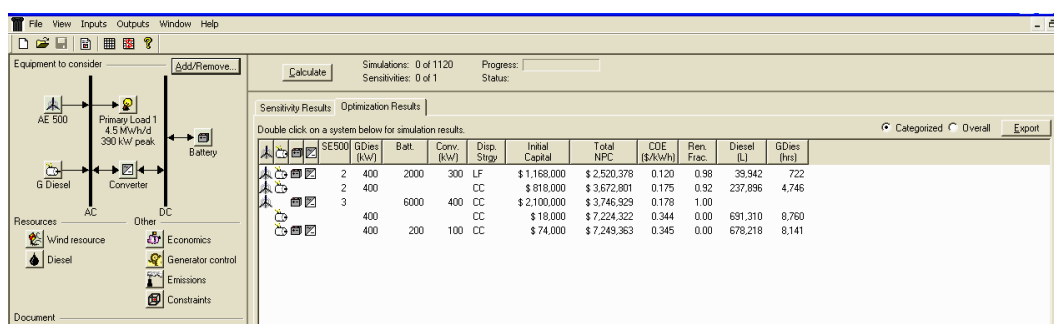 File View Inputs Outputs Window Help
Equipment to consider Add/Remove...
Calculate
Simulations: 0 of 1120 Progress:
Sensitivities: 0 of 1 Status:
AE 500
Primary Load 1
4.5 MWh/d
390 kW peak
Battery
G Diesel
Converter
AC DC
Resources Other
Wind resource Economics
Diesel Generator control
Emissions
Constraints
Document
Sensitivity Results Optimization Results
Double click on a system below for simulation results. Categorized Overall Export
SE500 GDies (kW) Batt. Conv. (kW) Disp. Strgy Initial Capital Total NPC COE ($/kWh) Ren. Frac. Diesel (L) GDies (hrs)
2 400 2000 300 LF $ 1,168,000 $ 2,520,378 0.120 0.98 39,942 722
2 400 CC $ 818,000 $ 3,672,801 0.175 0.92 237,896 4,746
3 6000 400 CC $ 2,100,000 $ 3,746,929 0.178 1.00
400 CC $ 18,000 $ 7,224,322 0.344 0.00 691,310 8,760
400 200 100 CC $ 74,000 $ 7,249,363 0.345 0.00 678,218 8,141